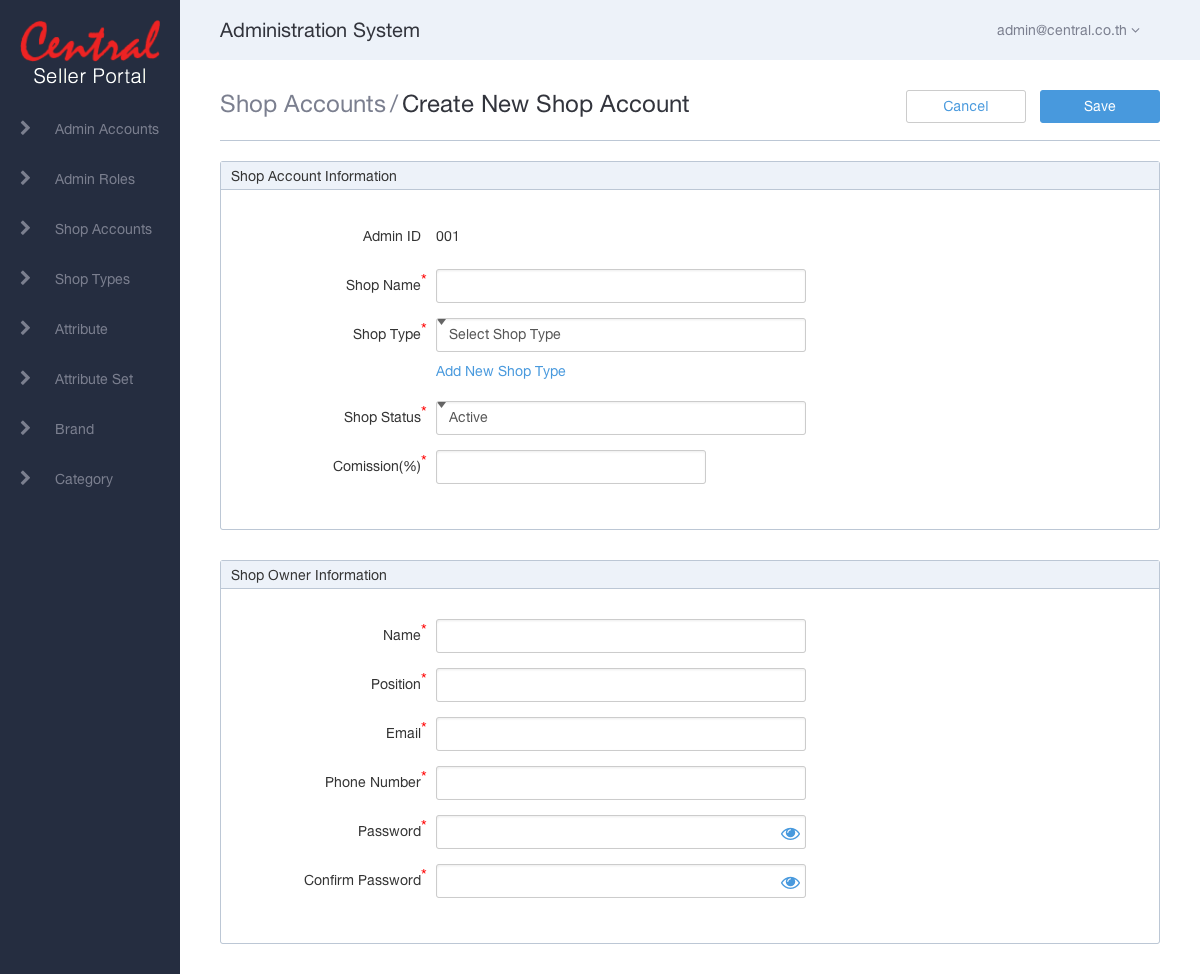 Central
Seller Portal
Admin Accounts
Admin Roles
Shop Accounts
Shop Types
Attribute
Attribute Set
Brand
Category
Administration System
admin@central.co.th
Shop Accounts / Create New Shop Account
Cancel
Save
Shop Account Information
Admin ID 001
Shop Name*
Shop Type* Select Shop Type
Add New Shop Type
Shop Status* Active
Comission(%)*
Shop Owner Information
Name*
Position*
Email*
Phone Number*
Password*
Confirm Password*